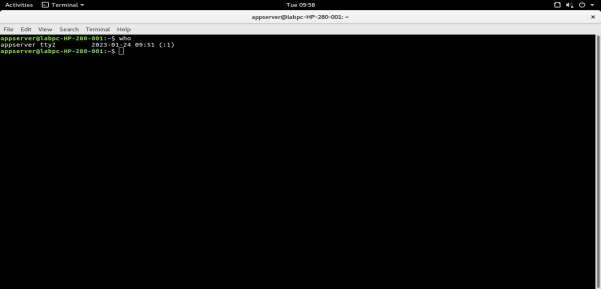 Activities Terminal Tue 09:58
appserver@labpc-HP-280-001: ~
File Edit View Search Terminal Help
appserver@labpc-HP-280-001:~$ who
appserver tty2 2023-01-24 09:51 (:1)
appserver@labpc-HP-280-001:~$